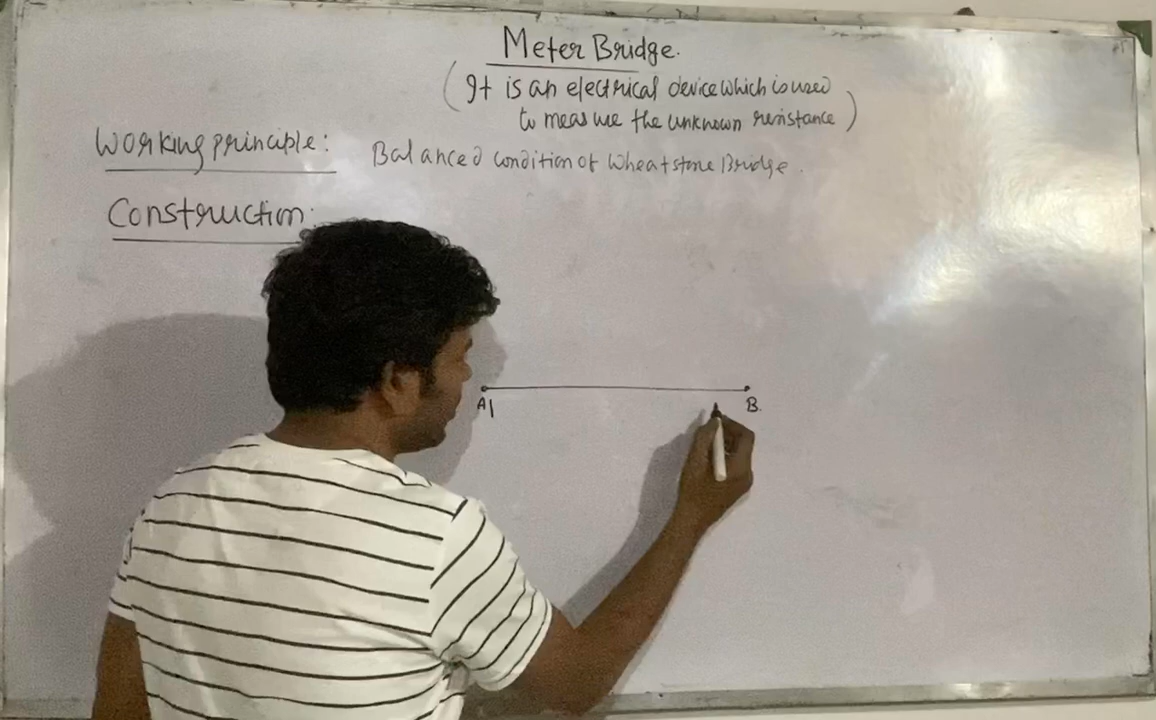 Meter Bridge.
(It is an electrical device which is used
to measure the unknown resistance)
Working principle: Balanced condition of Wheatstone Bridge.
Construction:
A B.